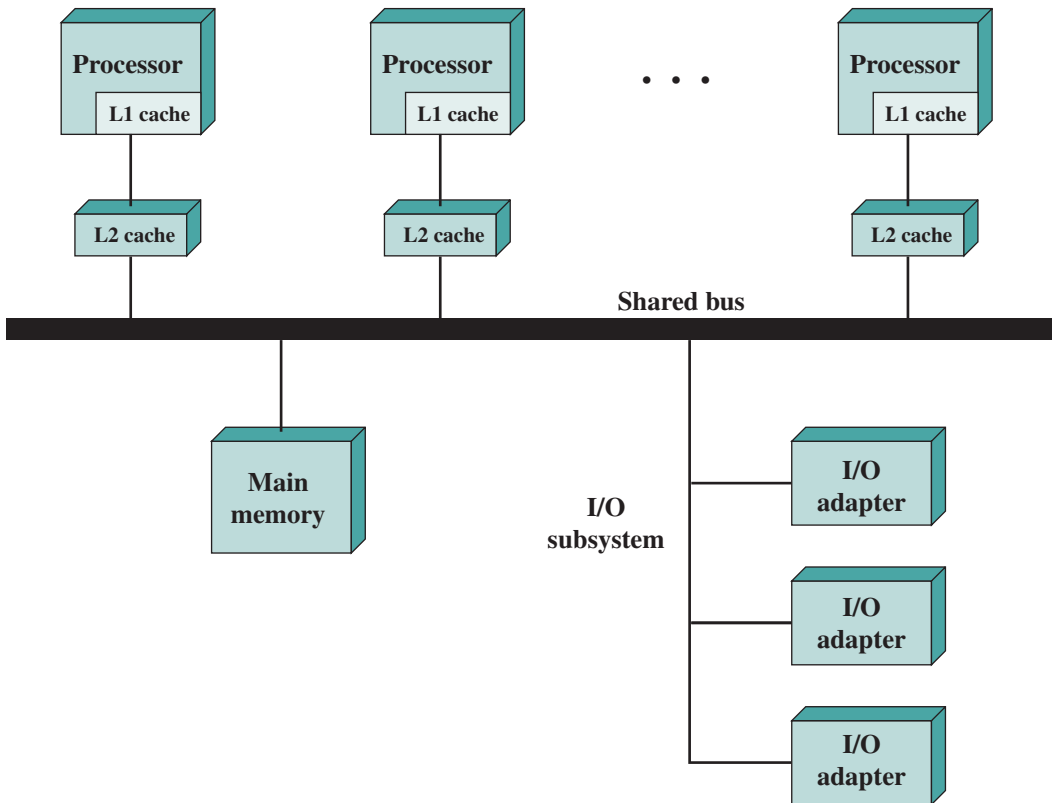 Processor
L1 cache
L2 cache
Processor
L1 cache
L2 cache
. . .
Processor
L1 cache
L2 cache
Shared bus
Main
memory
I/O
subsystem
I/O
adapter
I/O
adapter
I/O
adapter